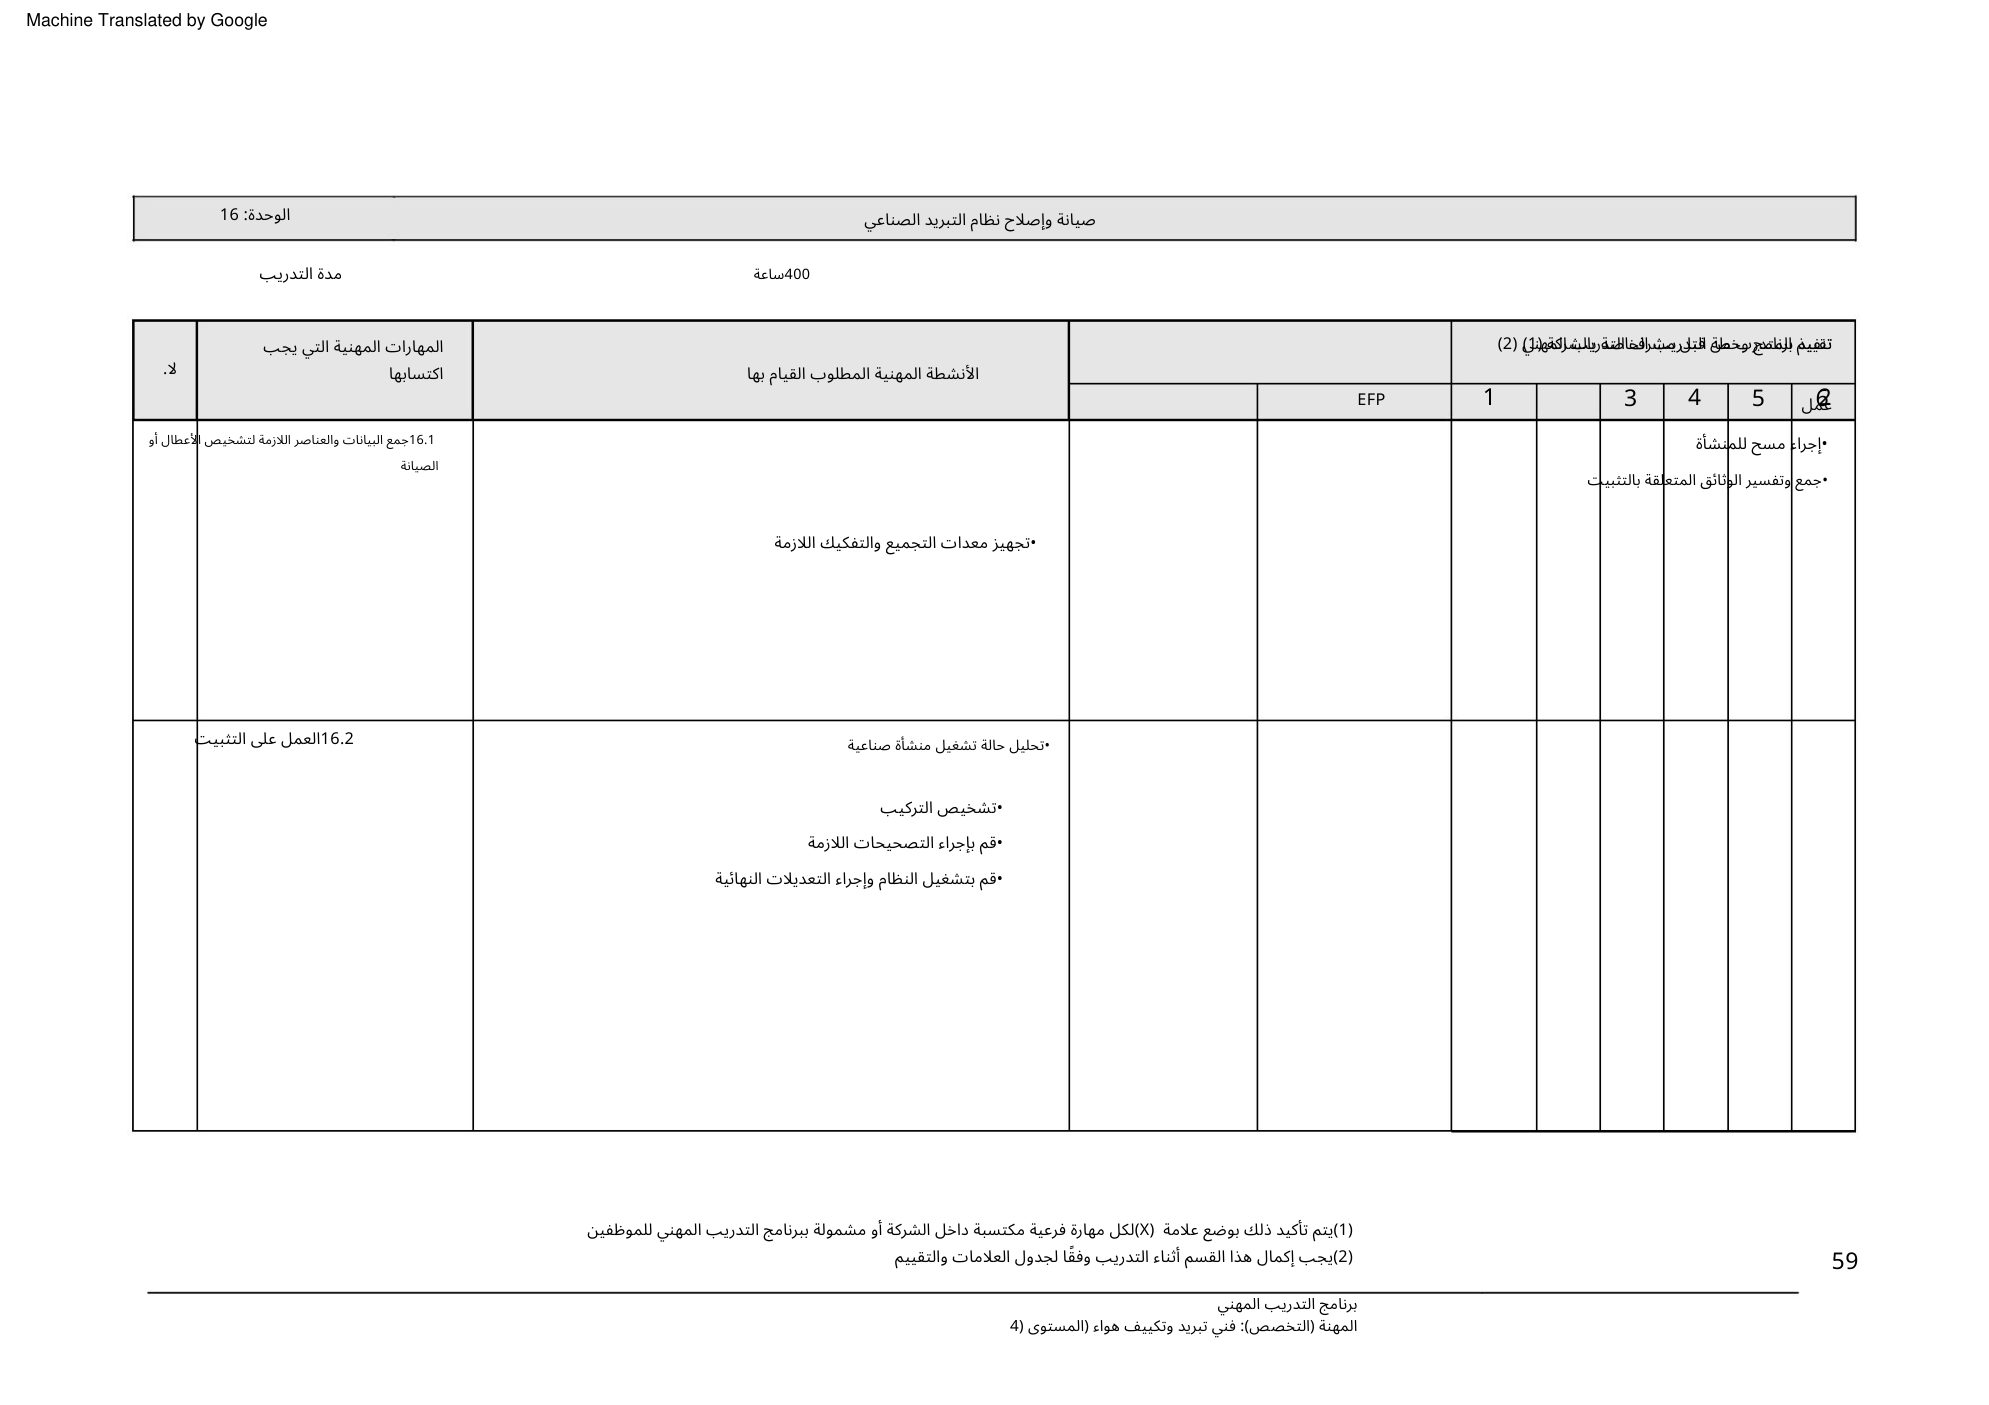 Machine Translated by Google
الوحدة: 16
صيانة وإصلاح نظام التبريد الصناعي
مدة التدريب
400ساعة
لا.
المهارات المهنية التي يجب
اكتسابها
الأنشطة المهنية المطلوب القيام بها
(1) (2)
EFP
1
3
4
5
2
عمل
16.1جمع البيانات والعناصر اللازمة لتشخيص الأعطال أو
الصيانة
•إجراء مسح للمنشأة
•جمع وتفسير الوثائق المتعلقة بالتثبيت
•تجهيز معدات التجميع والتفكيك اللازمة
16.2العمل على التثبيت
•تحليل حالة تشغيل منشأة صناعية
•تشخيص التركيب
•قم بإجراء التصحيحات اللازمة
•قم بتشغيل النظام وإجراء التعديلات النهائية
(1)يتم تأكيد ذلك بوضع علامة (X)لكل مهارة فرعية مكتسبة داخل الشركة أو مشمولة ببرنامج التدريب المهني للموظفين
(2)يجب إكمال هذا القسم أثناء التدريب وفقًا لجدول العلامات والتقييم
59
برنامج التدريب المهني
المهنة (التخصص): فني تبريد وتكييف هواء (المستوى 4)